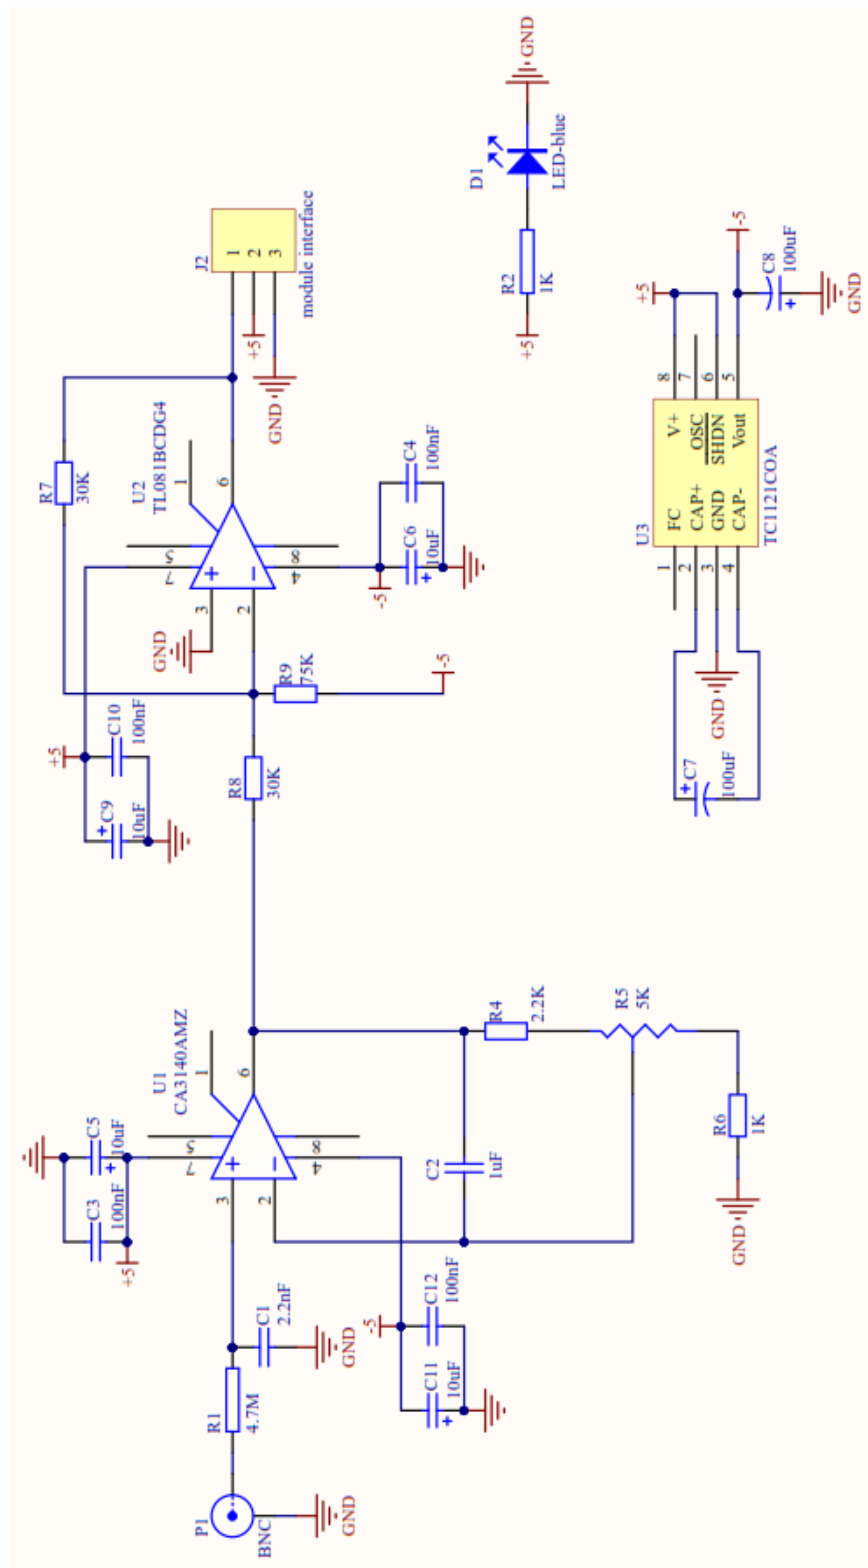 P1
BNC
GND
R1
4.7M
C1
2.2nF
GND
+5
C3
100nF
C5
10uF
U1
CA3140AMZ
3
2
7
5
1
6
4
8
-5
C11
10uF
C12
100nF
C2
1uF
R4
2.2K
R5
5K
R6
1K
GND
R8
30K
R9
75K
-5
+5
C9
10uF
C10
100nF
R7
30K
GND
U2
TL081BCDG4
3
2
7
5
1
6
4
8
-5
C6
10uF
C4
100nF
J2
1
2
3
module interface
+5
GND
+5
R2
1K
D1
LED-blue
GND
C7
100uF
GND
U3
TC1121COA
1
2
3
4
FC
CAP+
GND
CAP-
V+
OSC
SHDN
Vout
8
7
6
5
+5
-5
C8
100uF
GND